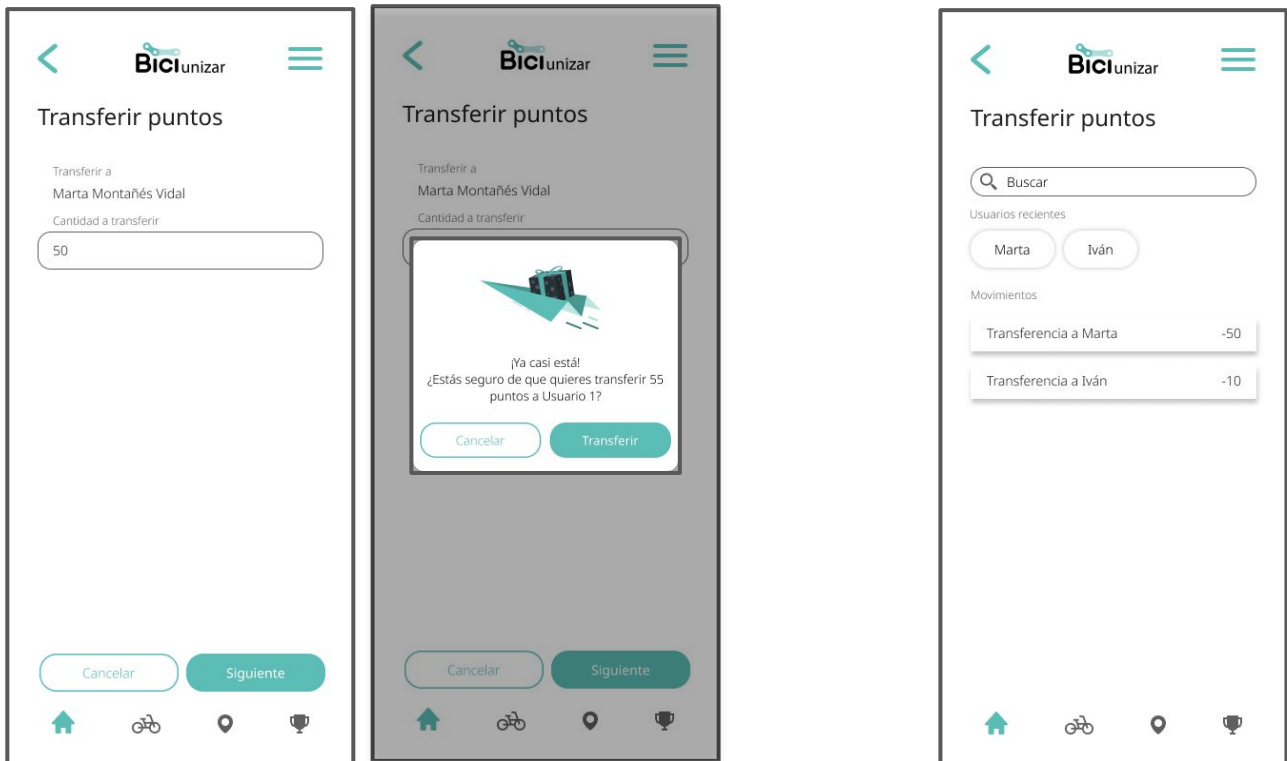 BICIunizar
Transferir puntos
Transferir a
Marta Montañés Vidal
Cantidad a transferir
50
Cancelar
Siguiente
BICIunizar
Transferir puntos
Transferir a
Marta Montañés Vidal
Cantidad a transferir
¡Ya casi está!
¿Estás seguro de que quieres transferir 55
puntos a Usuario 1?
Cancelar
Transferir
Cancelar
Siguiente
BICIunizar
Transferir puntos
Buscar
Usuarios recientes
Marta
Iván
Movimientos
Transferencia a Marta -50
Transferencia a Iván -10